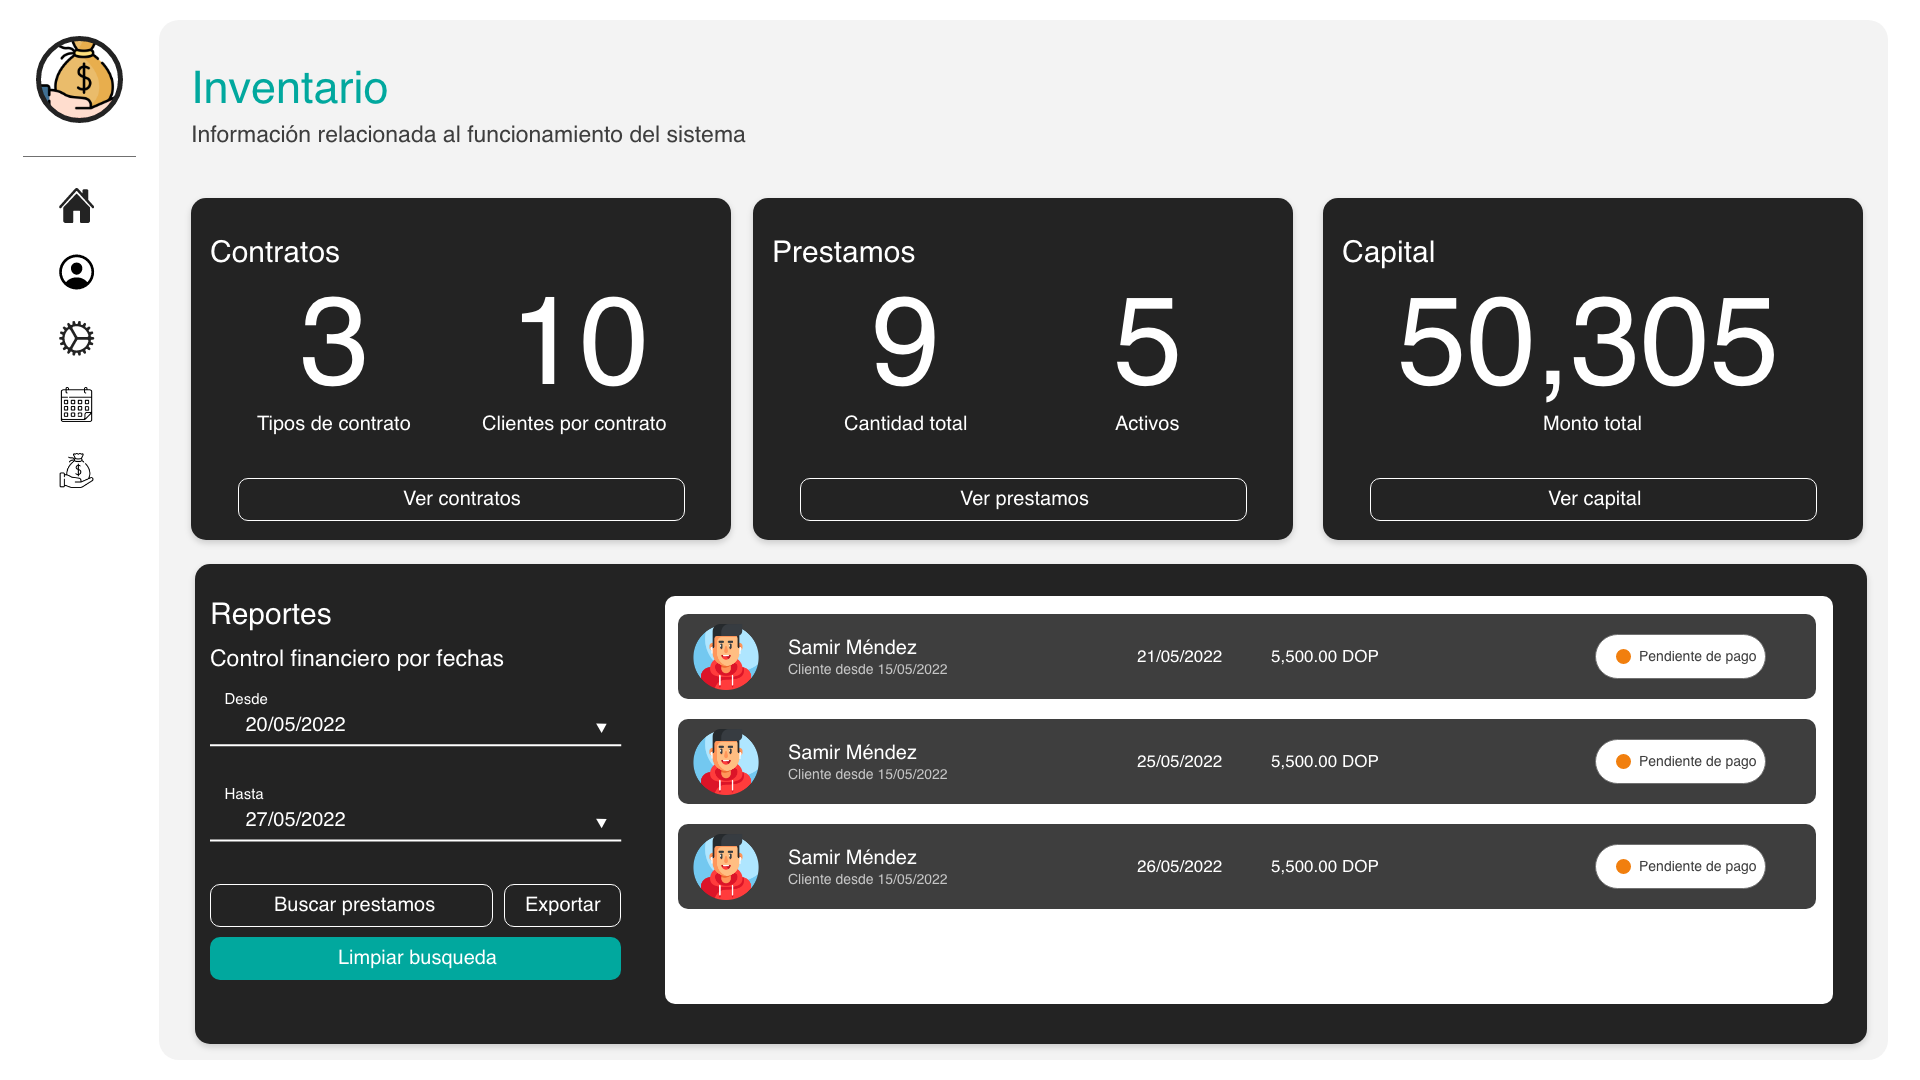 $
Inventario
Información relacionada al funcionamiento del sistema
Contratos
3 10
Tipos de contrato Clientes por contrato
Ver contratos
Prestamos
9 5
Cantidad total Activos
Ver prestamos
Capital
50,305
Monto total
Ver capital
$
Reportes
Control financiero por fechas
Desde
20/05/2022
Hasta
27/05/2022
Buscar prestamos Exportar
Limpiar busqueda
Samir Méndez
Cliente desde 15/05/2022
21/05/2022 5,500.00 DOP Pendiente de pago
Samir Méndez
Cliente desde 15/05/2022
25/05/2022 5,500.00 DOP Pendiente de pago
Samir Méndez
Cliente desde 15/05/2022
26/05/2022 5,500.00 DOP Pendiente de pago